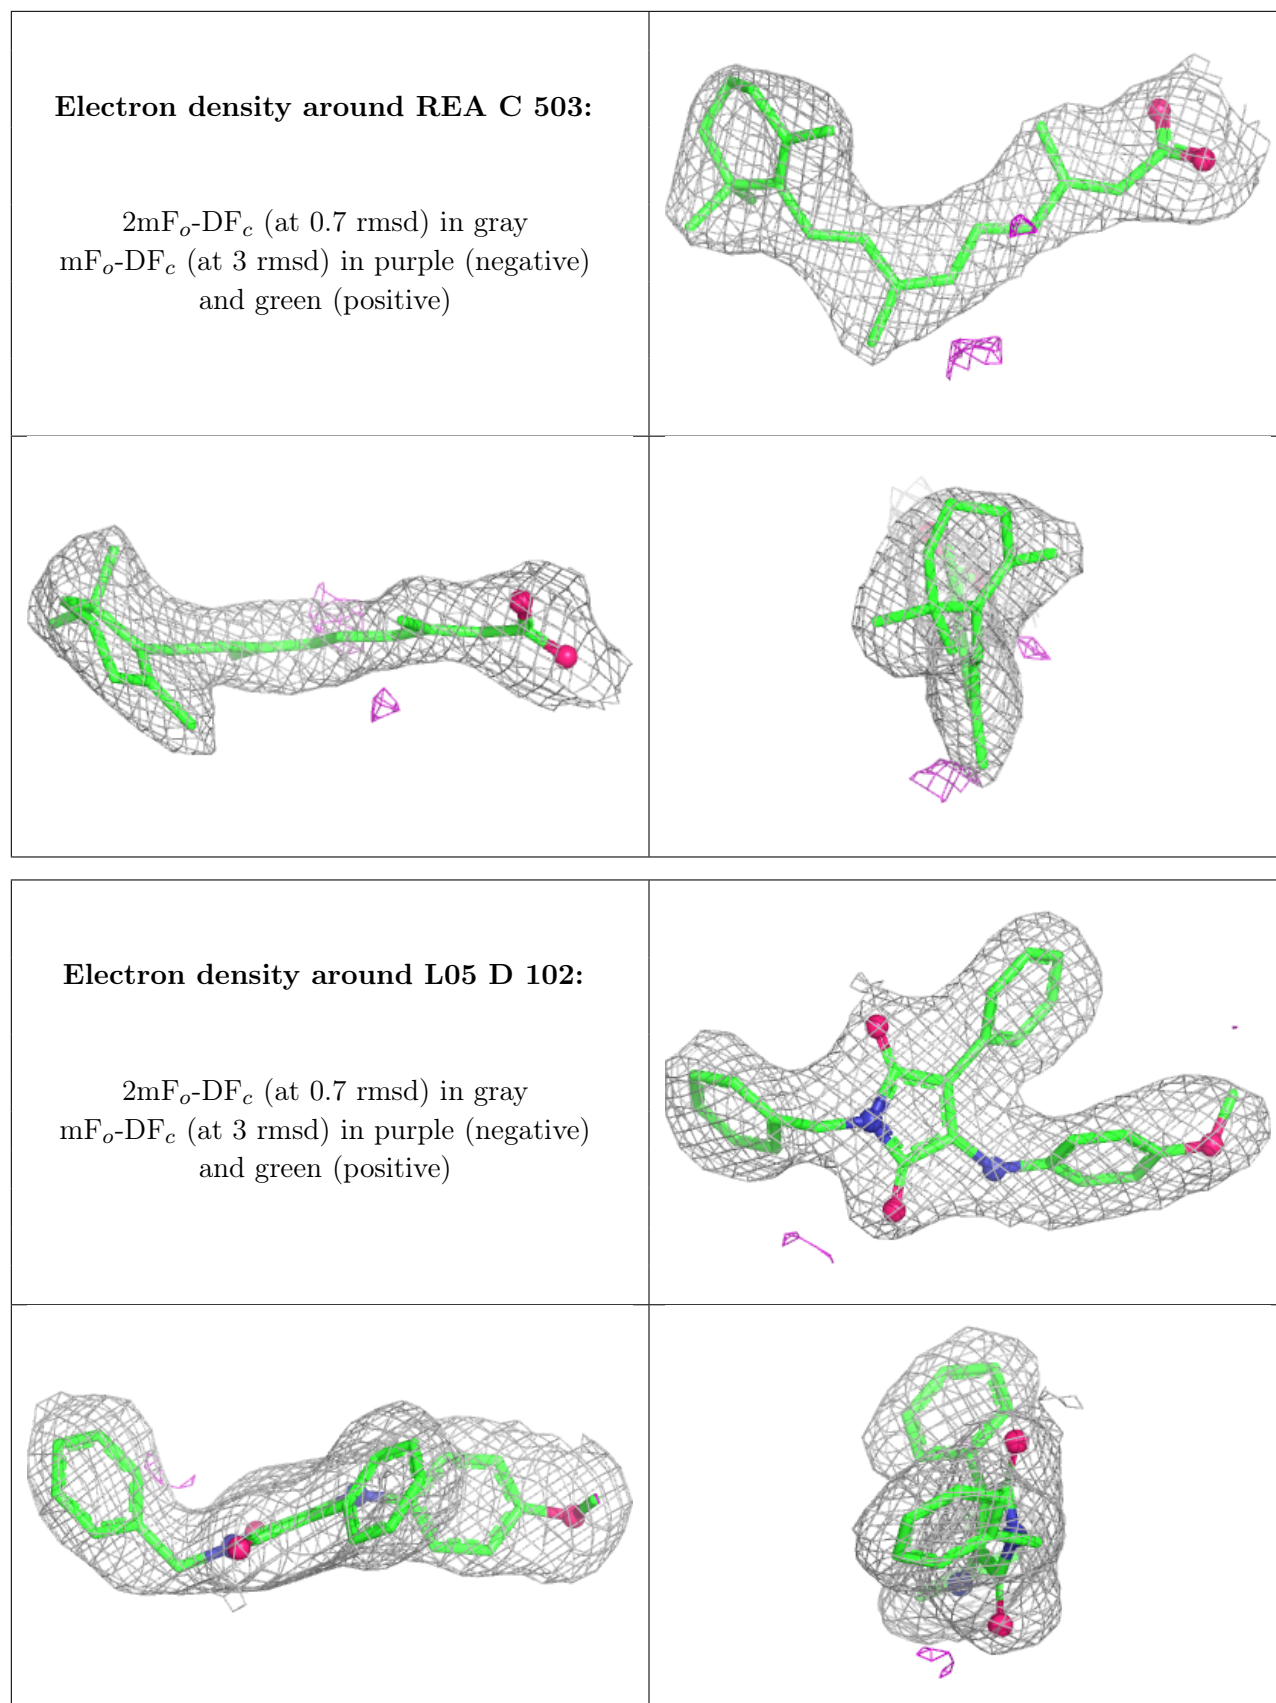 Electron density around REA C 503:
2mFo-DFc (at 0.7 rmsd) in gray
mFo-DFc (at 3 rmsd) in purple (negative)
and green (positive)
Electron density around L05 D 102:
2mFo-DFc (at 0.7 rmsd) in gray
mFo-DFc (at 3 rmsd) in purple (negative)
and green (positive)